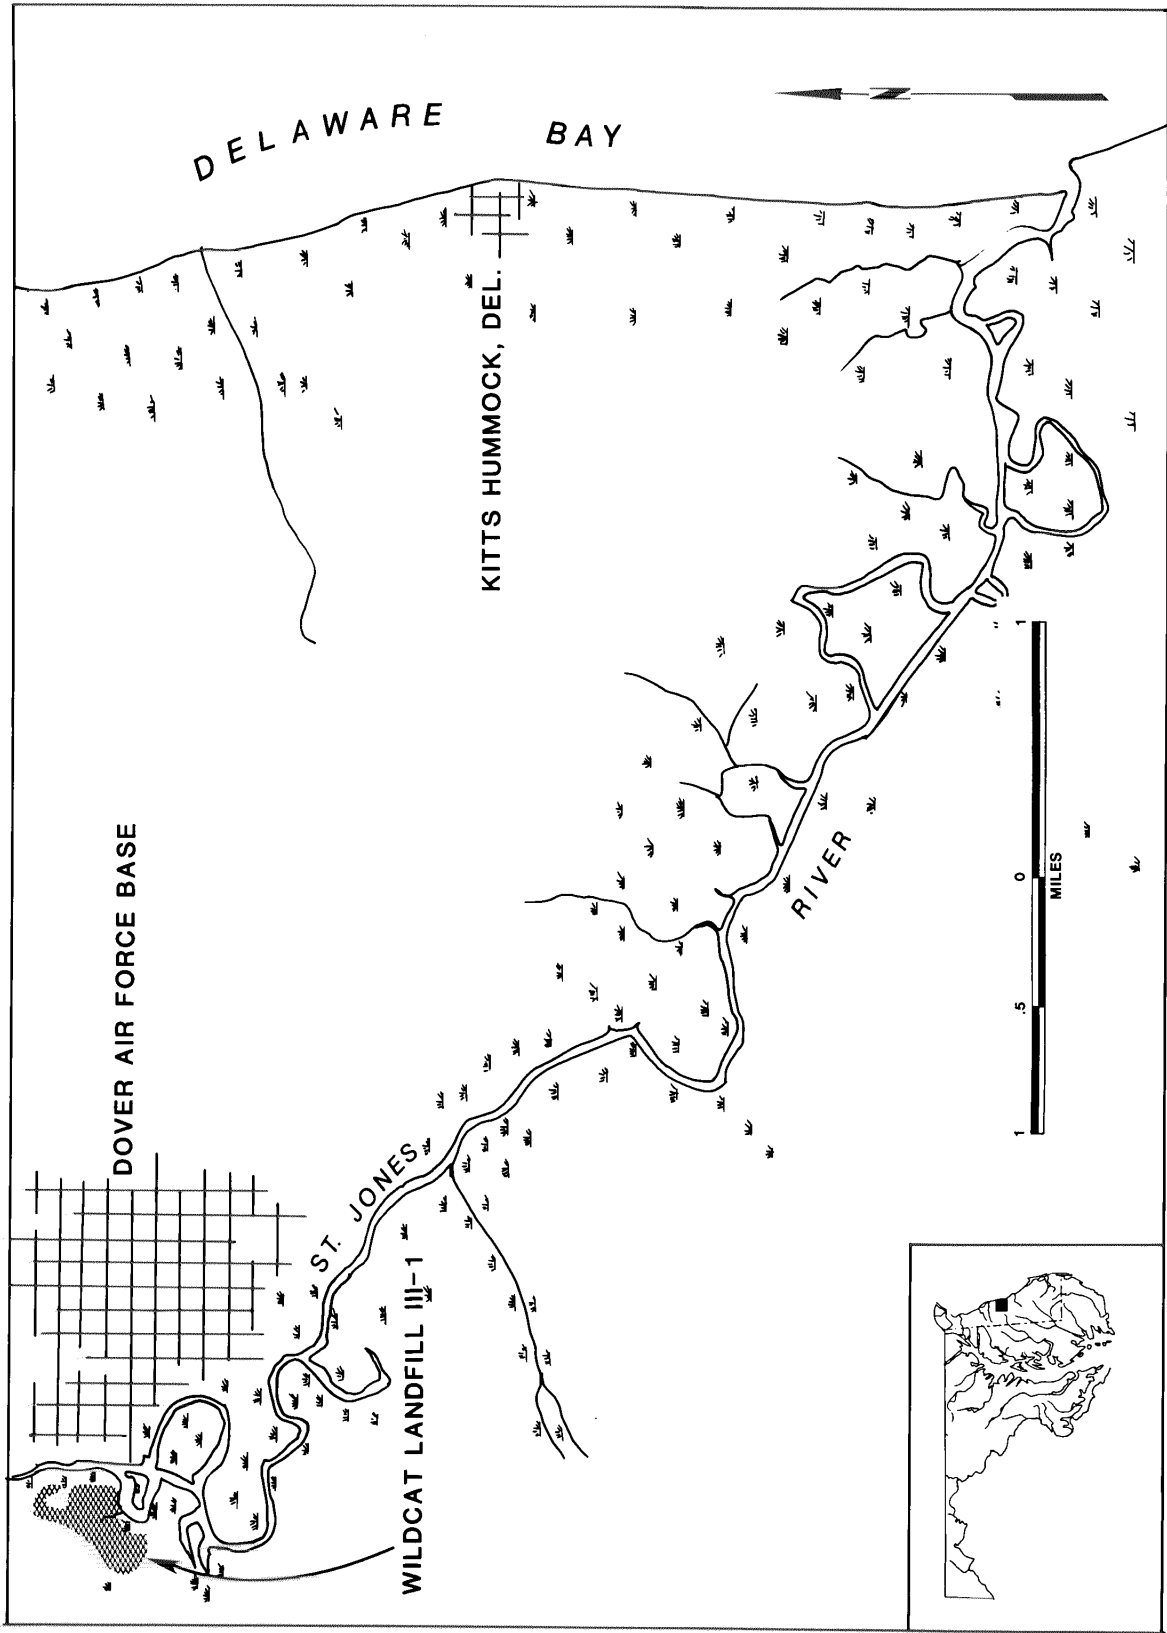 DELAWARE BAY
N
KITTS HUMMOCK, DEL.
DOVER AIR FORCE BASE
ST. JONES RIVER
WILDCAT LANDFILL III-1
1 .5 0 1
MILES